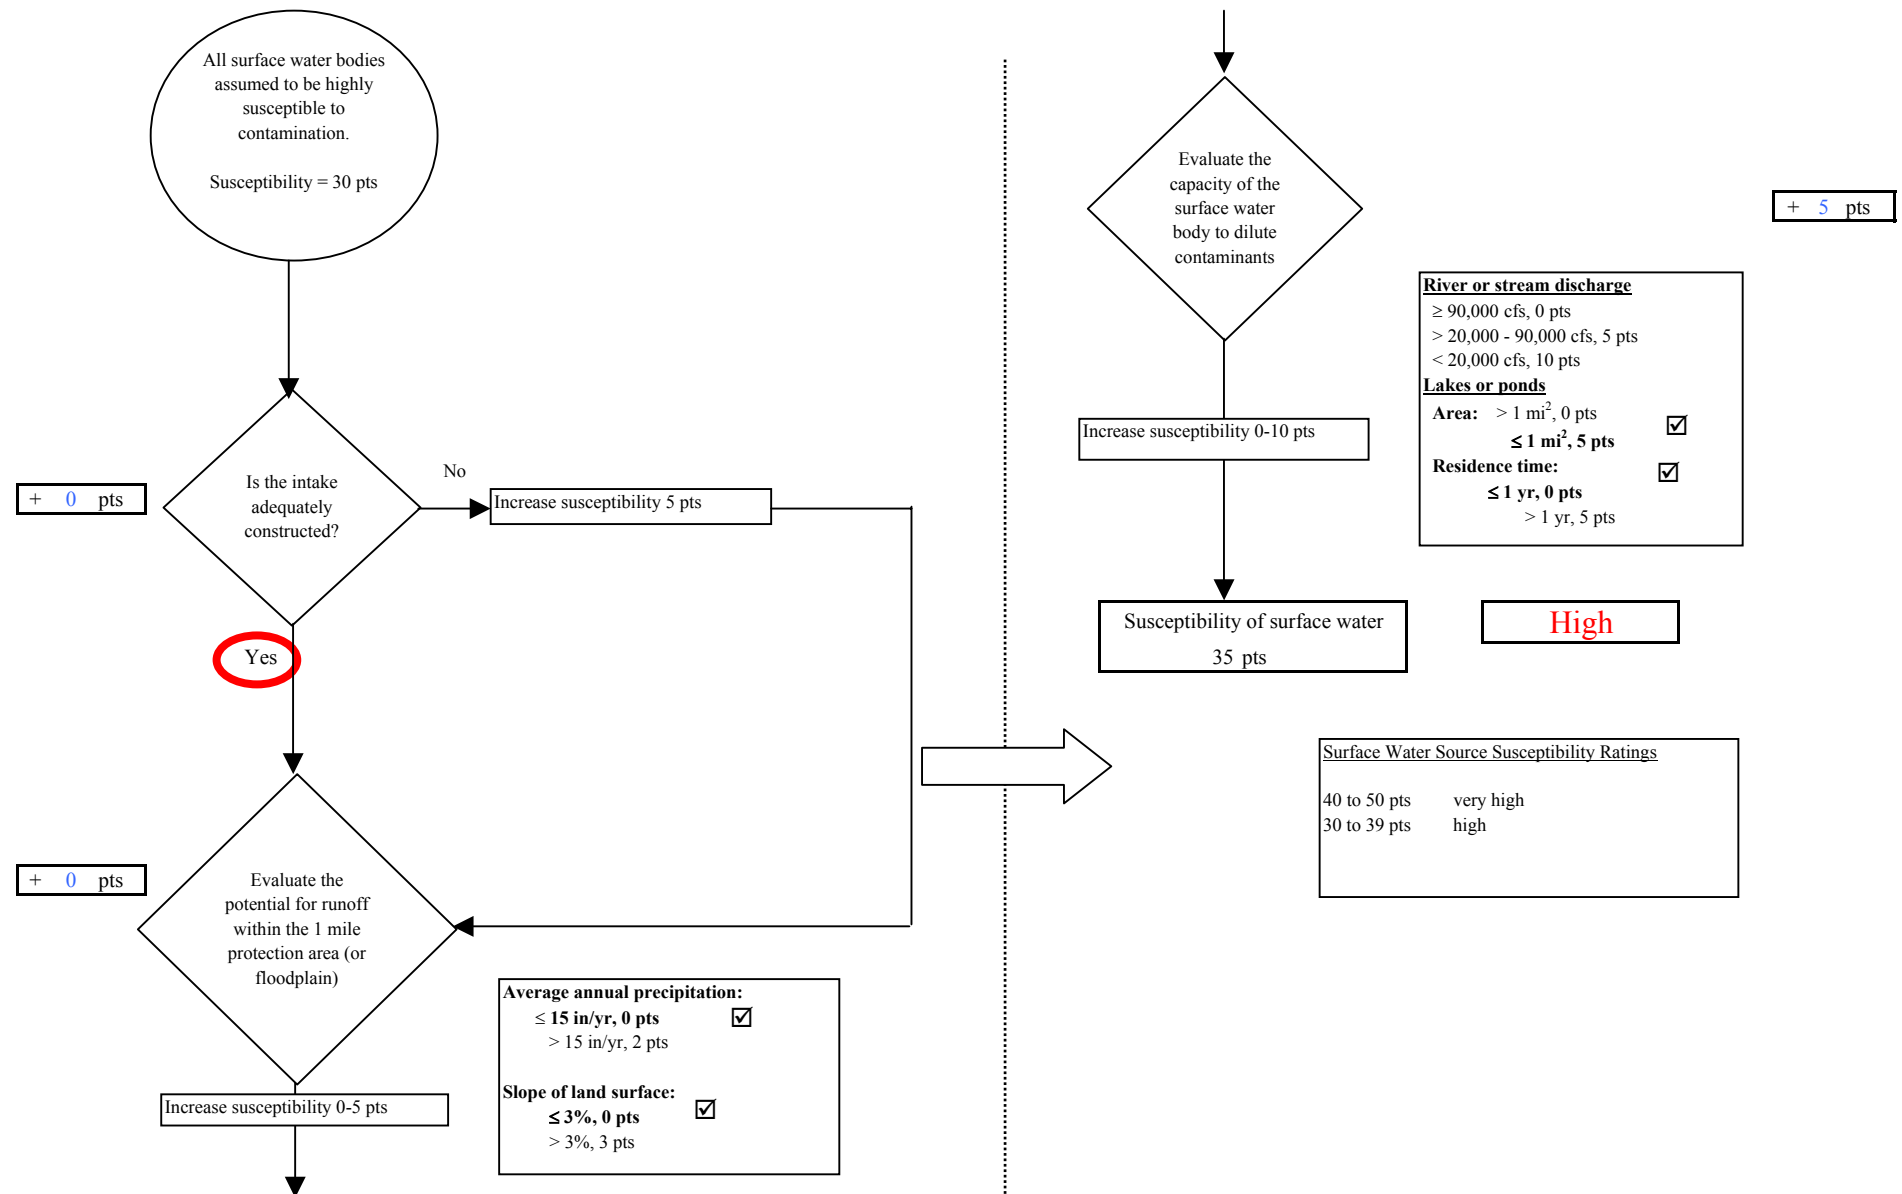 All surface water bodies
assumed to be highly
susceptible to
contamination.
Susceptibility = 30 pts
+ 0 pts
Is the intake
adequately
constructed?
No
Increase susceptibility 5 pts
Yes
+ 0 pts
Evaluate the
potential for runoff
within the 1 mile
protection area (or
floodplain)
Average annual precipitation:
≤ 15 in/yr, 0 pts ☑
> 15 in/yr, 2 pts
Slope of land surface:
≤ 3%, 0 pts ☑
> 3%, 3 pts
Increase susceptibility 0-5 pts
Evaluate the
capacity of the
surface water
body to dilute
contaminants
+ 5 pts
River or stream discharge
≥ 90,000 cfs, 0 pts
> 20,000 - 90,000 cfs, 5 pts
< 20,000 cfs, 10 pts
Lakes or ponds
Area: > 1 mi², 0 pts
≤ 1 mi², 5 pts ☑
Residence time: ☑
≤ 1 yr, 0 pts
> 1 yr, 5 pts
Increase susceptibility 0-10 pts
Susceptibility of surface water
35 pts
High
Surface Water Source Susceptibility Ratings
40 to 50 pts very high
30 to 39 pts high